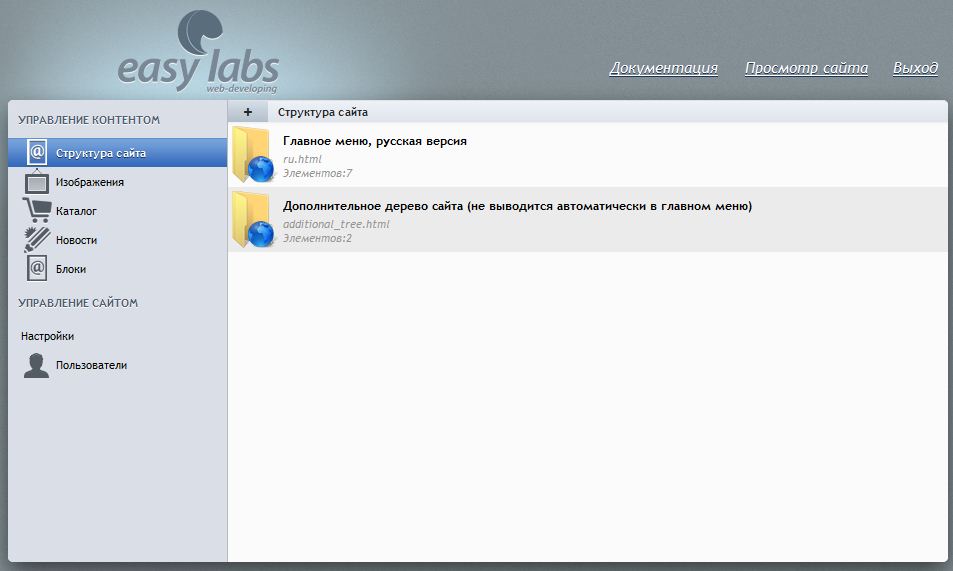 easy labs
web-developing
Документация Просмотр сайта Выход
УПРАВЛЕНИЕ КОНТЕНТОМ
Структура сайта
Изображения
Каталог
Новости
Блоки
УПРАВЛЕНИЕ САЙТОМ
Настройки
Пользователи
+ Структура сайта
Главное меню, русская версия
ru.html
Элементов:7
Дополнительное дерево сайта (не выводится автоматически в главном меню)
additional_tree.html
Элементов:2